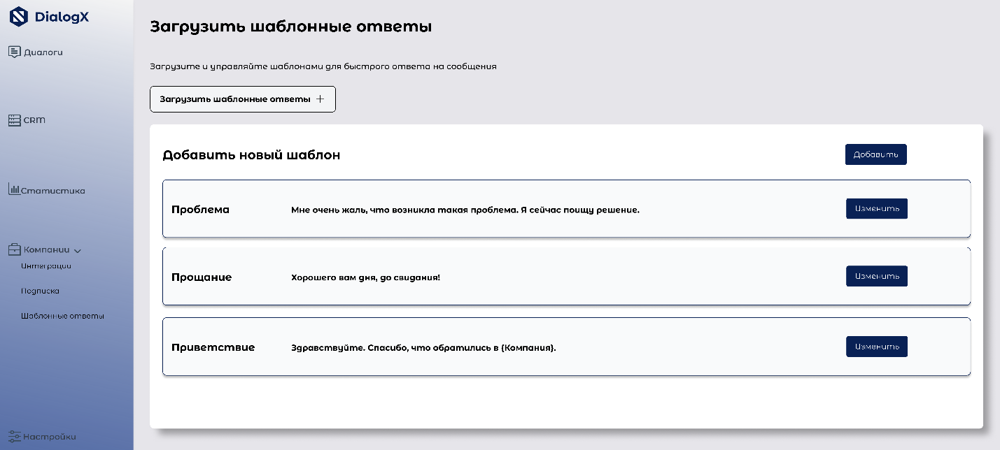 DialogX
Диалоги
CRM
Статистика
Компании
Интеграции
Подписка
Шаблонные ответы
Настройки
Загрузить шаблонные ответы
Загрузите и управляйте шаблонами для быстрого ответа на сообщения
Загрузить шаблонные ответы +
Добавить новый шаблон
Добавить
Проблема
Мне очень жаль, что возникла такая проблема. Я сейчас поищу решение.
Изменить
Прощание
Хорошего вам дня, до свидания!
Изменить
Приветствие
Здравствуйте. Спасибо, что обратились в {Компания}.
Изменить